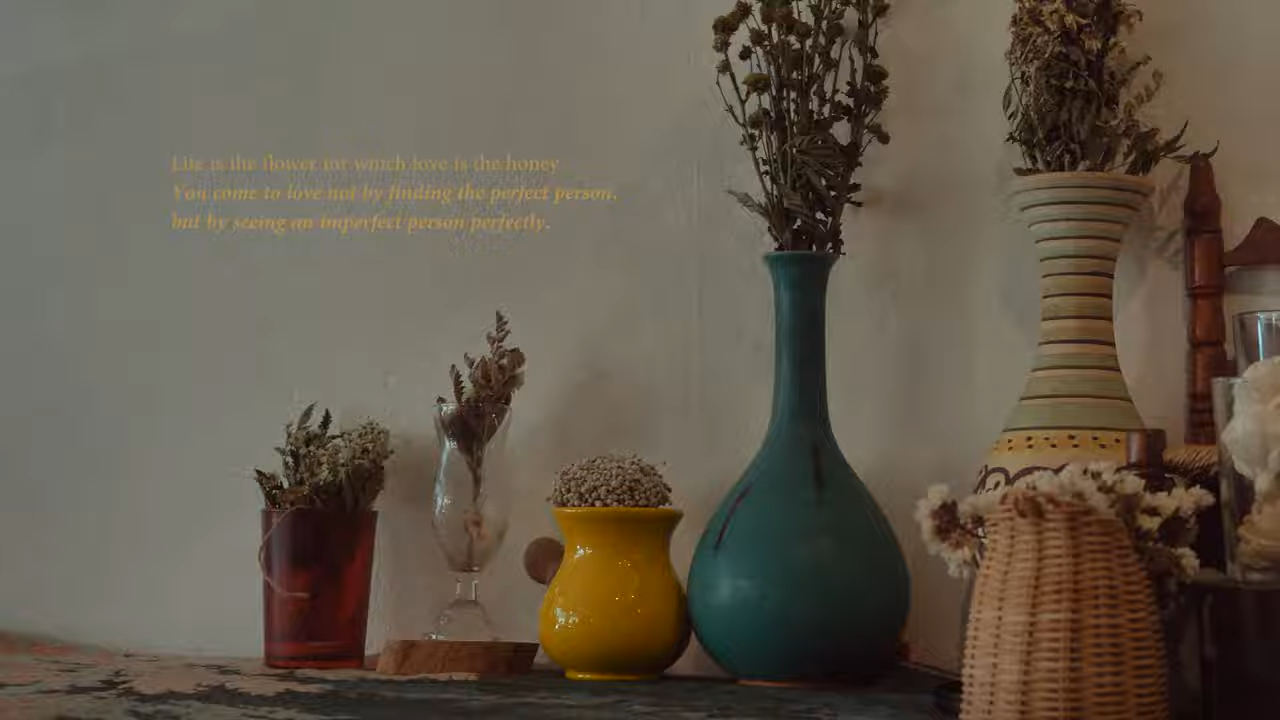 Life is the flower for which love is the honey
You come to love not by finding the perfect person,
but by seeing an imperfect person perfectly.